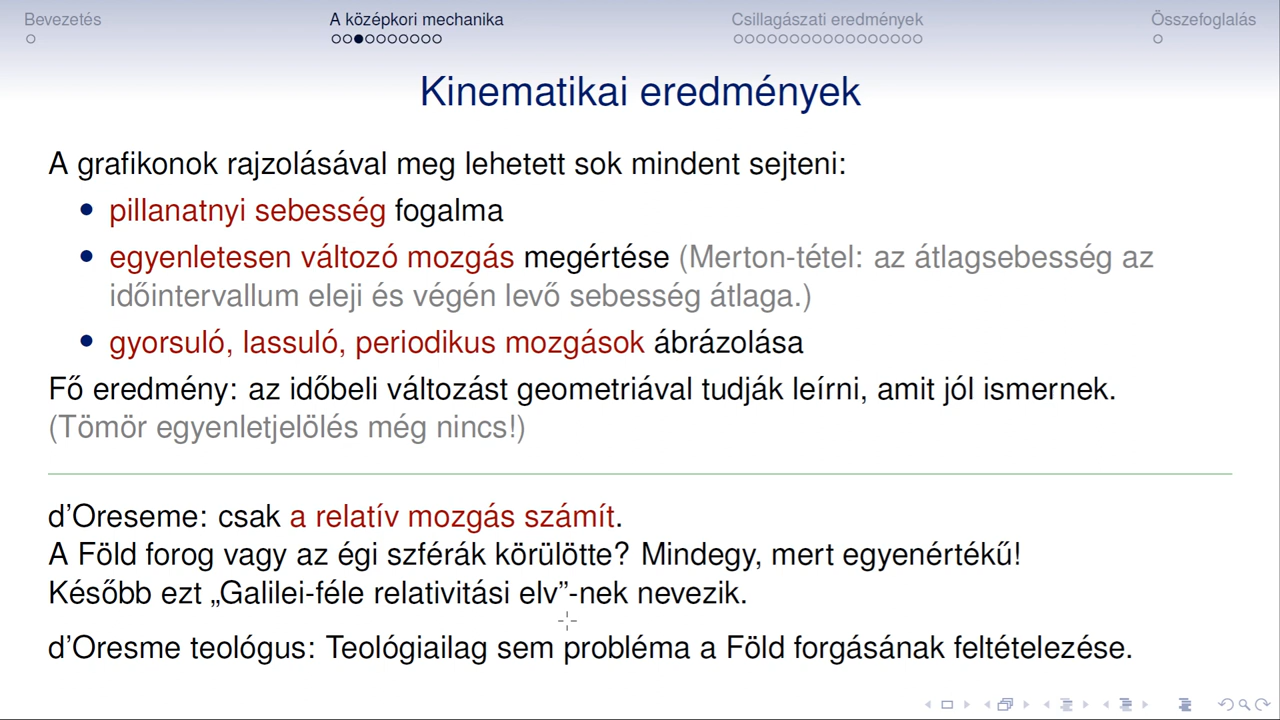 Bevezetés
A középkori mechanika
Csillagászati eredmények
Összefoglalás
Kinematikai eredmények
A grafikonok rajzolásával meg lehetett sok mindent sejteni:
pillanatnyi sebesség fogalma
egyenletesen változó mozgás megértése (Merton-tétel: az átlagsebesség az
időintervallum eleji és végén levő sebesség átlaga.)
gyorsuló, lassuló, periodikus mozgások ábrázolása
Fő eredmény: az időbeli változást geometriával tudják leírni, amit jól ismernek.
(Tömör egyenletjelölés még nincs!)
d'Oreseme: csak a relatív mozgás számít.
A Föld forog vagy az égi szférák körülötte? Mindegy, mert egyenértékű!
Később ezt „Galilei-féle relativitási elv”-nek nevezik.
d'Oresme teológus: Teológiailag sem probléma a Föld forgásának feltételezése.